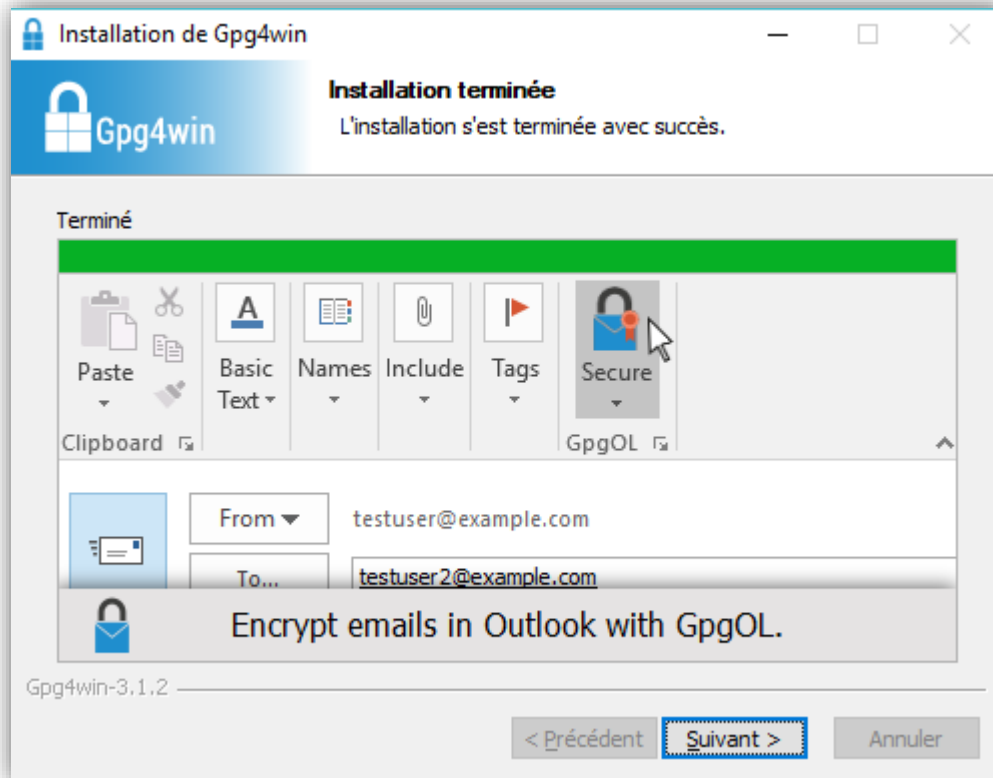 Installation de Gpg4win
Gpg4win
Installation terminée
L'installation s'est terminée avec succès.
Terminé
A
Paste
Basic
Text
Names
Include
Tags
Secure
Clipboard
GpgOL
From
testuser@example.com
To...
testuser2@example.com
Encrypt emails in Outlook with GpgOL.
Gpg4win-3.1.2
< Précédent
Suivant >
Annuler